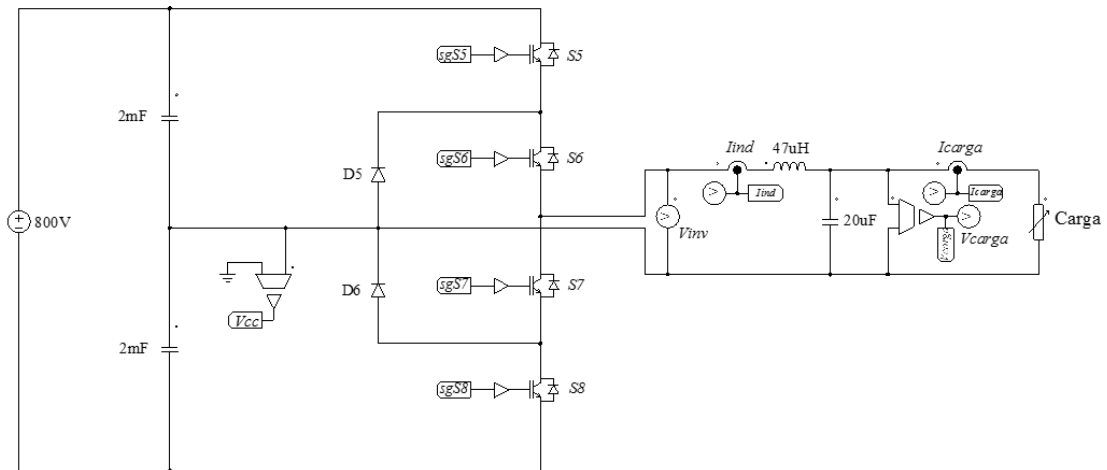 sgS5
S5
2mF
sgS6
S6
D5
800V
Iind
47uH
Icarga
Iind
Icarga
Vinv
20uF
Vcarga
Vcarga
Carga
Vcc
D6
sgS7
S7
2mF
sgS8
S8